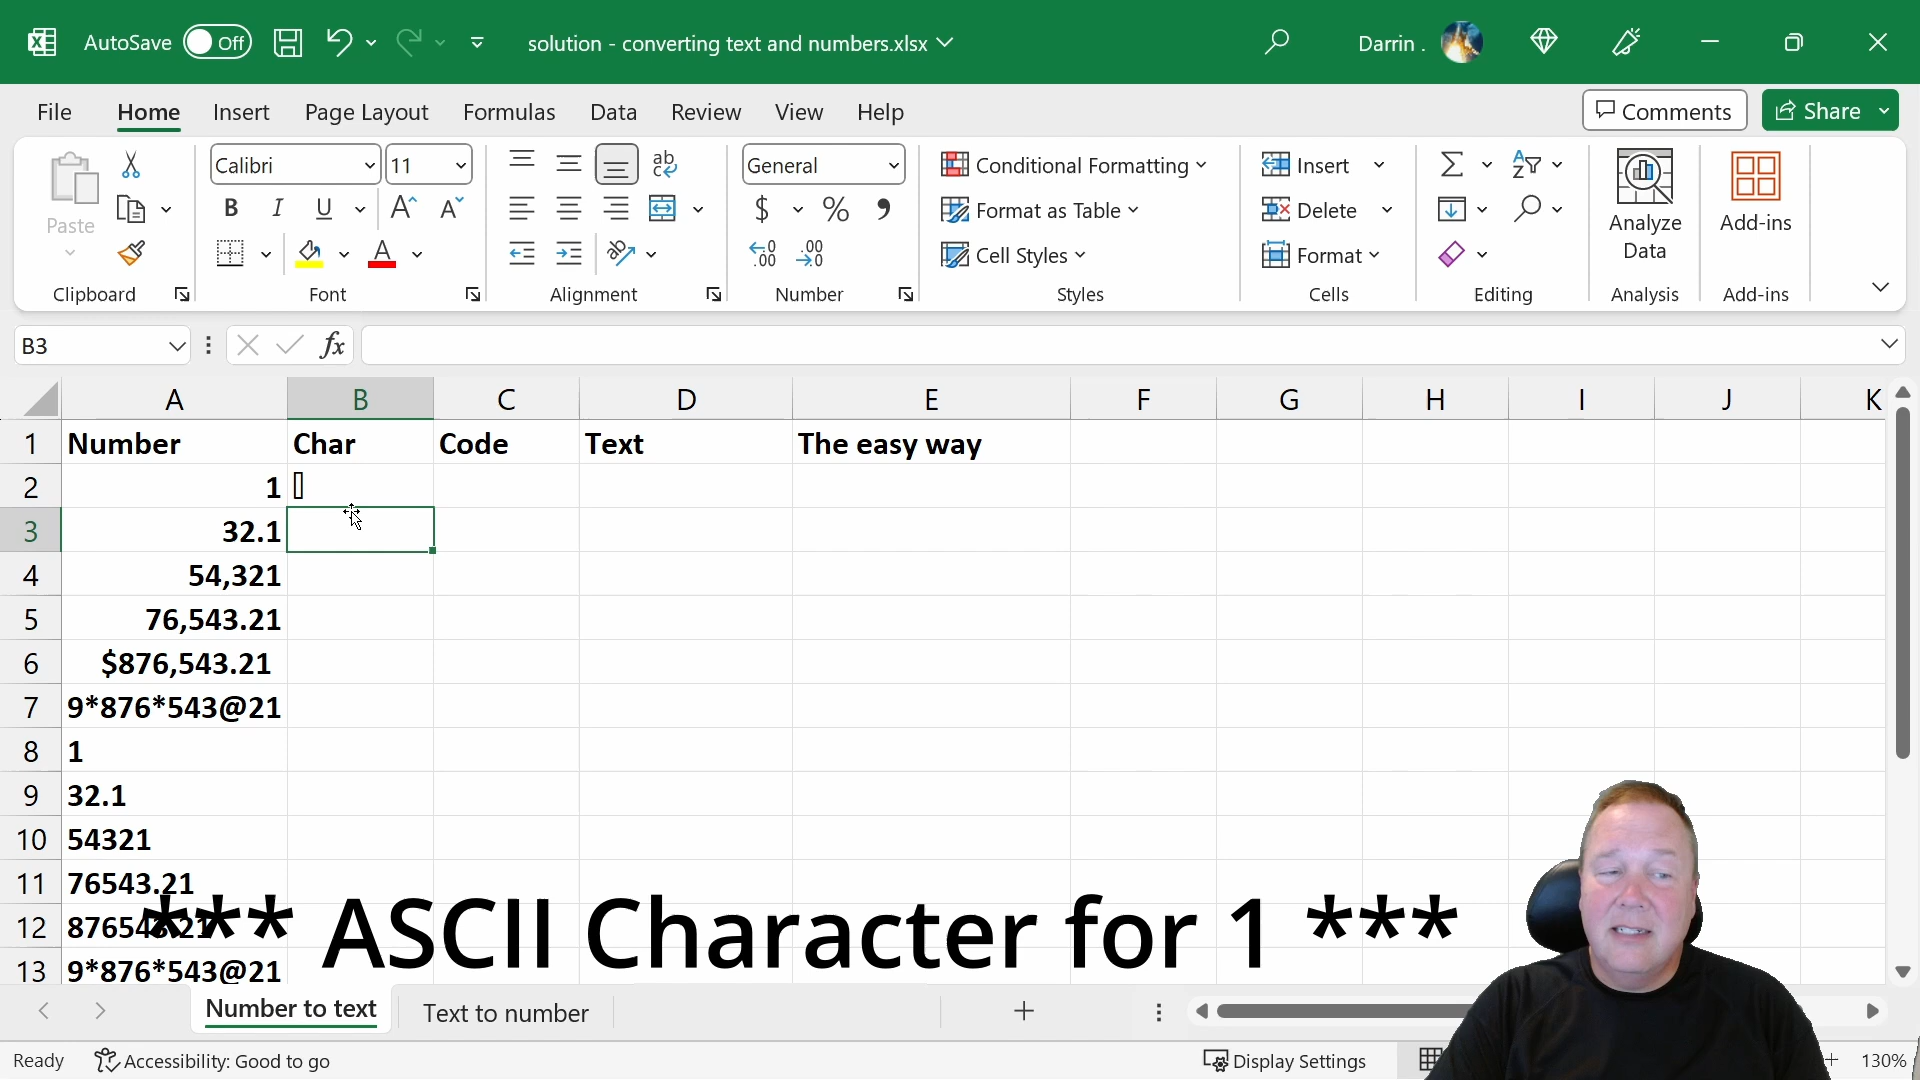 AutoSave Off solution - converting text and numbers.xlsx Darrin .
File Home Insert Page Layout Formulas Data Review View Help Comments Share
Paste Calibri 11 General Conditional Formatting Insert Analyze Data Add-ins
Format as Table Delete
Cell Styles Format
Clipboard Font Alignment Number Styles Cells Editing Analysis Add-ins
B3 fx
A B C D E F G H I J K
1 Number Char Code Text The easy way
2 1
3 32.1
4 54,321
5 76,543.21
6 $876,543.21
7 9*876*543@21
8 1
9 32.1
10 54321
11 76543.21
12 876543.21
*** ASCII Character for 1 ***
13 9*876*543@21
Number to text Text to number
Ready Accessibility: Good to go Display Settings 130%